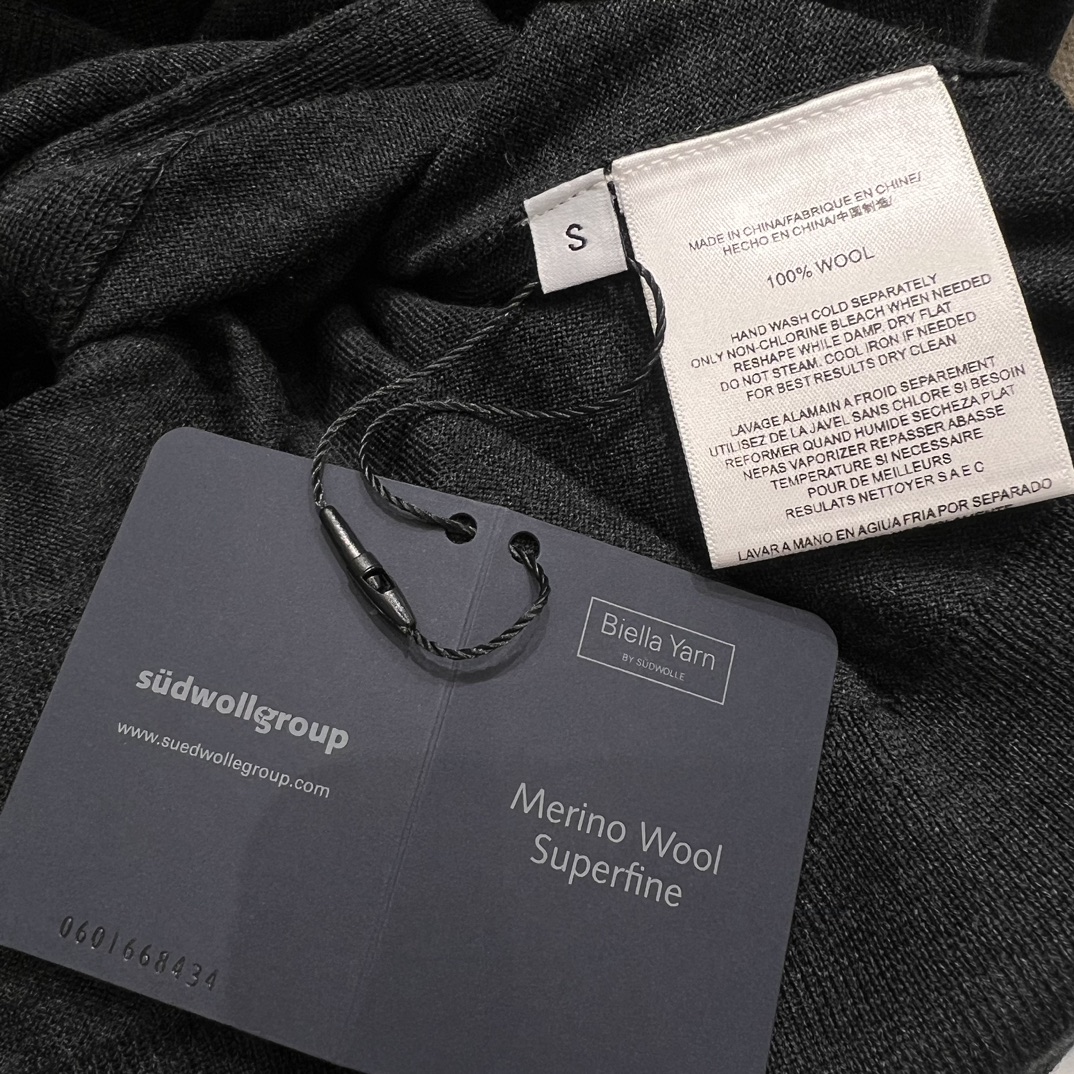 S
MADE IN CHINA/FABRIQUE EN CHINE/
HECHO EN CHINA/中国制造/
100% WOOL
HAND WASH COLD SEPARATELY
ONLY NON-CHLORINE BLEACH WHEN NEEDED
RESHAPE WHILE DAMP. DRY FLAT
DO NOT STEAM. COOL IRON IF NEEDED
FOR BEST RESULTS DRY CLEAN
LAVAGE ALAMAIN A FROID SEPAREMENT
UTILISEZ DE LA JAVEL SANS CHLORE SI BESOIN
REFORMER QUAND HUMIDE SECHEZA PLAT
NEPAS VAPORIZER REPASSER ABASSE
TEMPERATURE SI NECESSAIRE
POUR DE MEILLEURS
RESULATS NETTOYER S A E C
LAVAR A MANO EN AGIUA FRIA POR SEPARADO
südwollegroup
www.suedwollegroup.com
0601668434
Biella Yarn
BY SÜDWOLLE
Merino Wool
Superfine